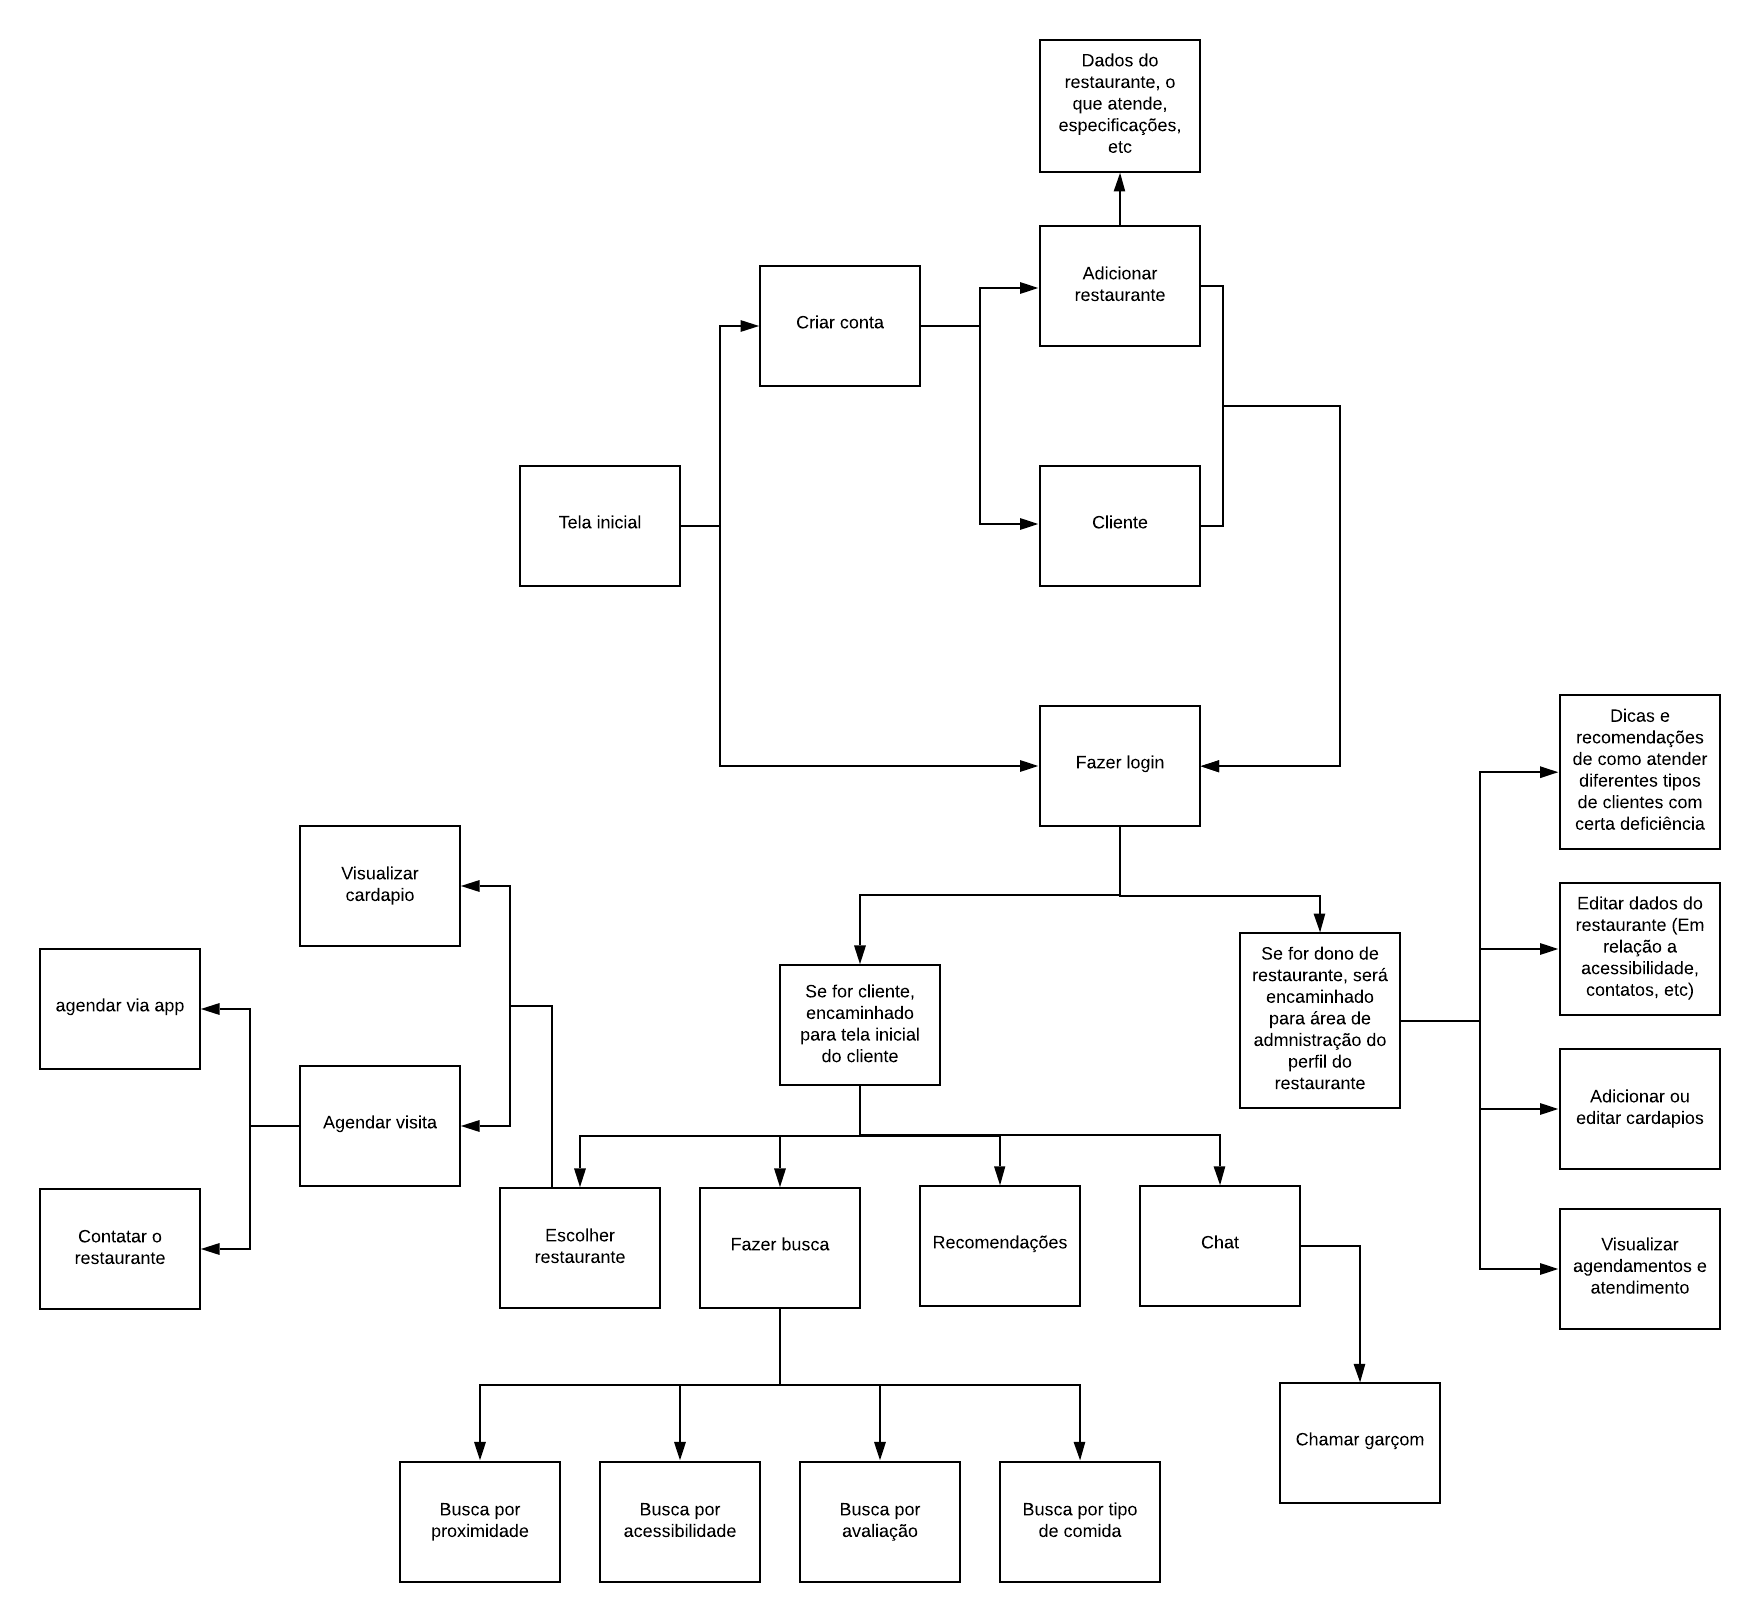 Dados do
restaurante, o
que atende,
especificações,
etc
Adicionar
restaurante
Criar conta
Tela inicial
Cliente
Fazer login
Dicas e
recomendações
de como atender
diferentes tipos
de clientes com
certa deficiência
Visualizar
cardapio
Editar dados do
restaurante (Em
relação a
acessibilidade,
contatos, etc)
agendar via app
Se for cliente,
encaminhado
para tela inicial
do cliente
Se for dono de
restaurante, será
encaminhado
para área de
admnistração do
perfil do
restaurante
Adicionar ou
editar cardapios
Agendar visita
Contatar o
restaurante
Escolher
restaurante
Fazer busca
Recomendações
Chat
Visualizar
agendamentos e
atendimento
Chamar garçom
Busca por
proximidade
Busca por
acessibilidade
Busca por
avaliação
Busca por tipo
de comida